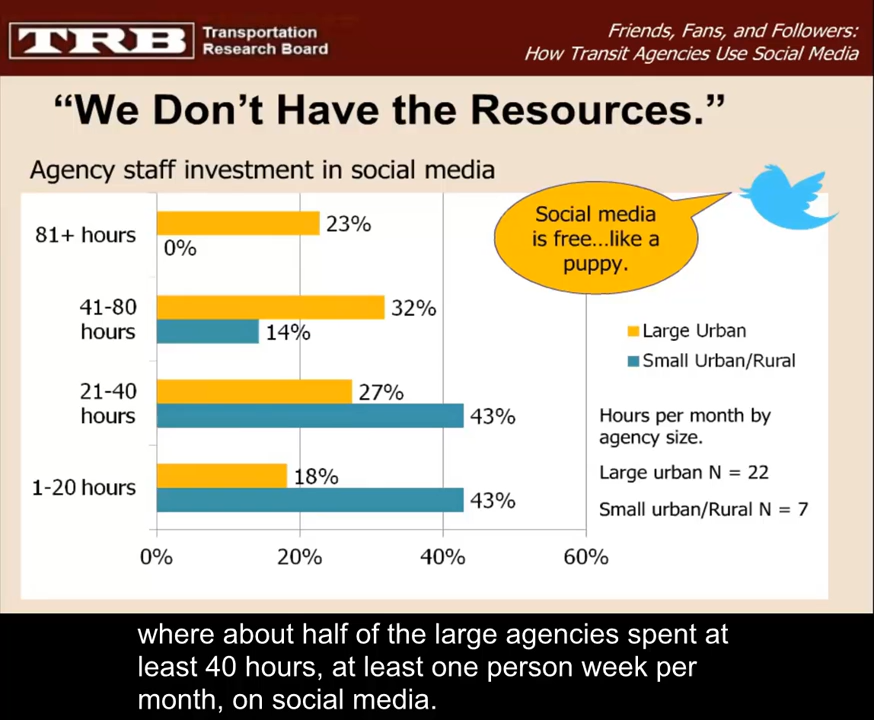 TRB
Transportation
Research Board
Friends, Fans, and Followers:
How Transit Agencies Use Social Media
“We Don’t Have the Resources.”
Agency staff investment in social media
Social media
is free...like a
puppy.
81+ hours
23%
0%
41-80
hours
32%
14%
21-40
hours
27%
43%
1-20 hours
18%
43%
0%
20%
40%
60%
Large Urban
Small Urban/Rural
Hours per month by
agency size.
Large urban N = 22
Small urban/Rural N = 7
where about half of the large agencies spent at
least 40 hours, at least one person week per
month, on social media.